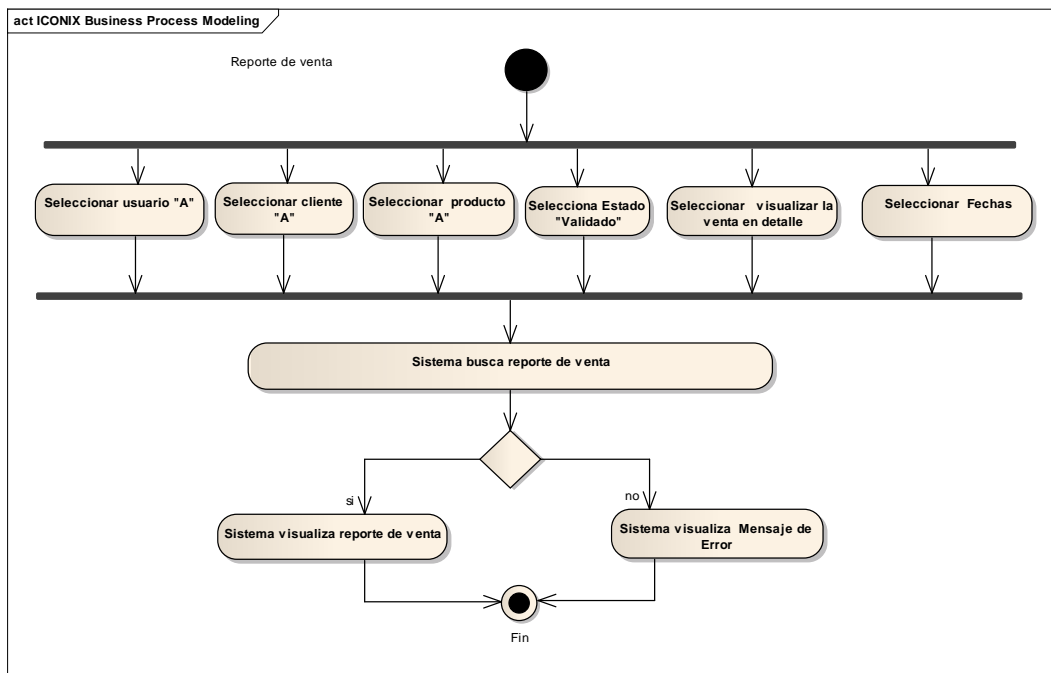 act ICONIX Business Process Modeling
Reporte de venta
Seleccionar usuario "A"
Seleccionar cliente
"A"
Seleccionar producto
"A"
Selecciona Estado
"Validado"
Seleccionar visualizar la
venta en detalle
Seleccionar Fechas
Sistema busca reporte de venta
si
no
Sistema visualiza reporte de venta
Sistema visualiza Mensaje de
Error
Fin